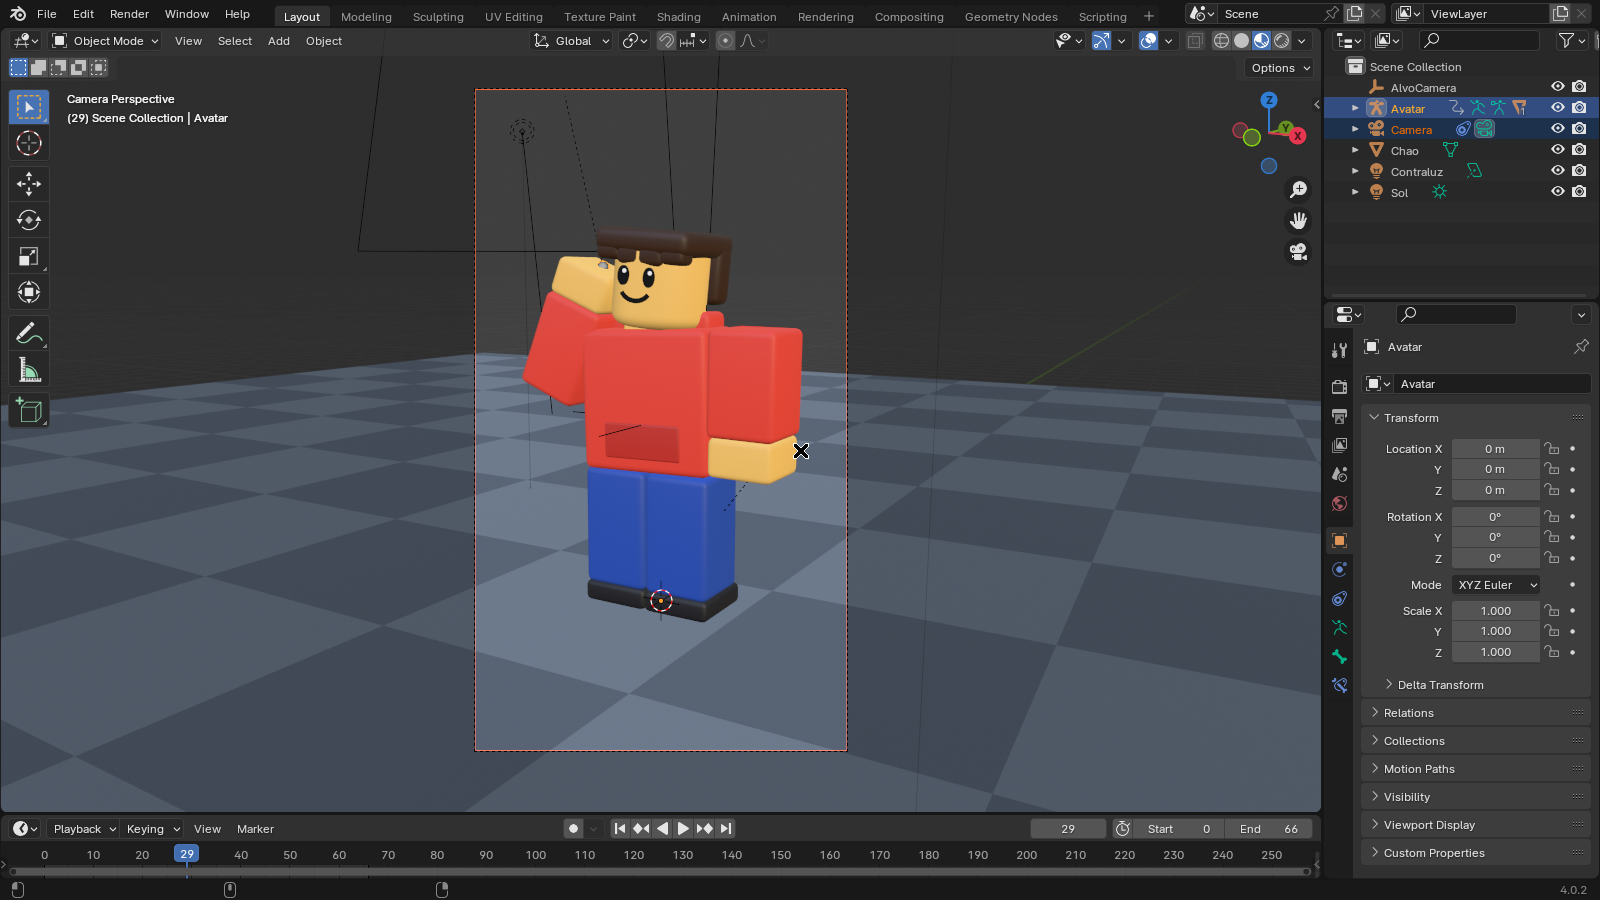 File Edit Render Window Help Layout Modeling Sculpting UV Editing Texture Paint Shading Animation Rendering Compositing Geometry Nodes Scripting + Scene ViewLayer
Object Mode View Select Add Object Global
Options
Camera Perspective
(29) Scene Collection | Avatar
Z
Y
X
Scene Collection
AlvoCamera
Avatar
Camera
Chao
Contraluz
Sol
Avatar
Avatar
Transform
Location X 0 m
Y 0 m
Z 0 m
Rotation X 0°
Y 0°
Z 0°
Mode XYZ Euler
Scale X 1.000
Y 1.000
Z 1.000
Delta Transform
Relations
Collections
Motion Paths
Visibility
Viewport Display
Custom Properties
Playback Keying View Marker 29 Start 0 End 66
0 10 20 29 40 50 60 70 80 90 100 110 120 130 140 150 160 170 180 190 200 210 220 230 240 250
4.0.2